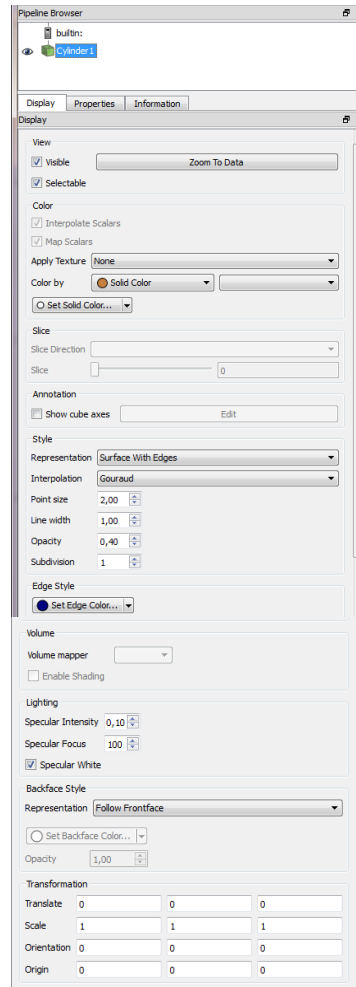 Pipeline Browser
builtin:
Cylinder1
Display Properties Information
Display
View
Visible Zoom To Data
Selectable
Color
Interpolate Scalars
Map Scalars
Apply Texture None
Color by Solid Color
Set Solid Color...
Slice
Slice Direction
Slice 0
Annotation
Show cube axes Edit
Style
Representation Surface With Edges
Interpolation Gouraud
Point size 2,00
Line width 1,00
Opacity 0,40
Subdivision 1
Edge Style
Set Edge Color...
Volume
Volume mapper
Enable Shading
Lighting
Specular Intensity 0,10
Specular Focus 100
Specular White
Backface Style
Representation Follow Frontface
Set Backface Color...
Opacity 1,00
Transformation
Translate 0 0 0
Scale 1 1 1
Orientation 0 0 0
Origin 0 0 0